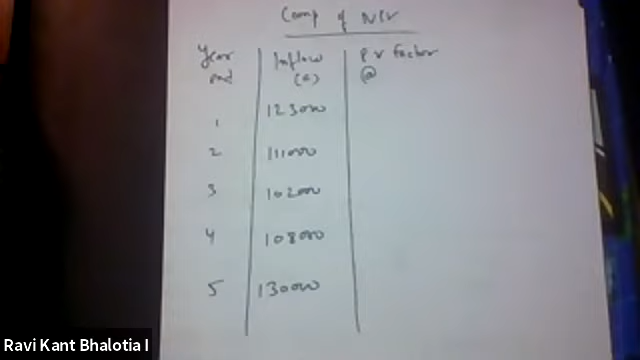 Comp of NPV
Year end | Inflow (a) | P V factor @
1 | 123000
2 | 111000
3 | 102000
4 | 108000
5 | 130000
Ravi Kant Bhalotia I